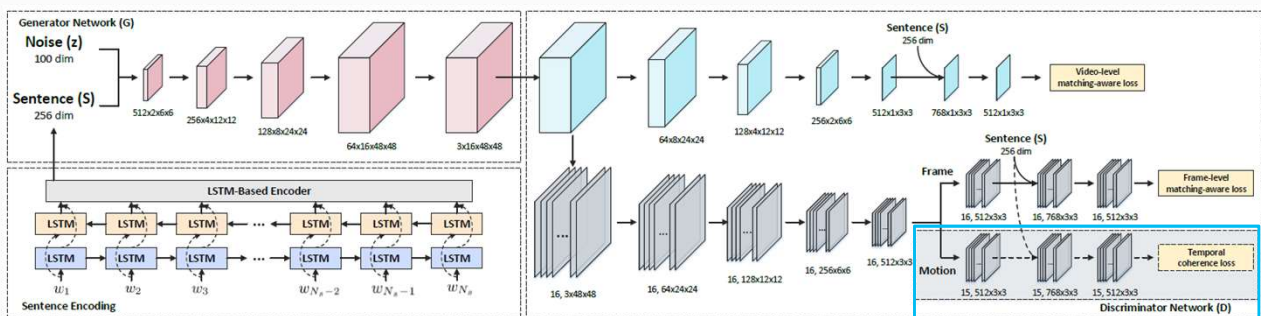 Generator Network (G)
Noise (z)
100 dim
Sentence (S)
256 dim
512x2x6x6
256x4x12x12
128x8x24x24
64x16x48x48
3x16x48x48
LSTM-Based Encoder
LSTM LSTM LSTM ... LSTM LSTM LSTM
LSTM LSTM LSTM ... LSTM LSTM LSTM
w1 w2 w3 wNs−2 wNs−1 wNs
Sentence Encoding
64x8x24x24
128x4x12x12
256x2x6x6
512x1x3x3
Sentence (S)
256 dim
768x1x3x3
512x1x3x3
Video-level
matching-aware loss
...
16, 3x48x48
...
16, 64x24x24
...
16, 128x12x12
...
16, 256x6x6
...
16, 512x3x3
Sentence (S)
256 dim
Frame
16, 512x3x3
16, 768x3x3
16, 512x3x3
Frame-level
matching-aware loss
Motion
15, 512x3x3
15, 768x3x3
15, 512x3x3
Temporal
coherence loss
Discriminator Network (D)